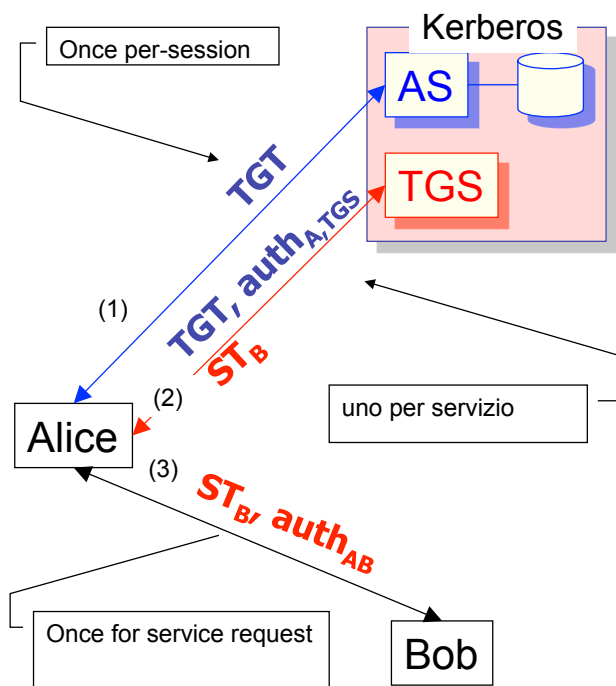 Kerberos
Once per-session
AS
TGT
TGS
TGT, auth_A,TGS
ST_B
(1)
(2)
uno per servizio
Alice
(3)
ST_B, auth_AB
Once for service request
Bob